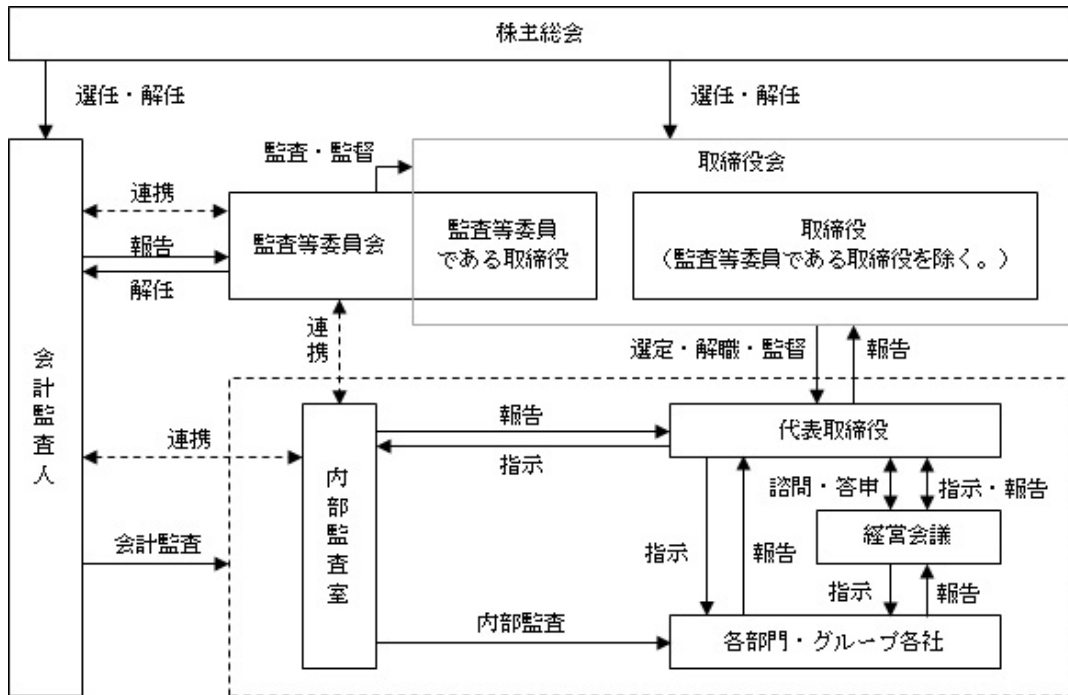 株主総会
選任・解任
選任・解任
監査・監督
取締役会
連携
報告
解任
監査等委員会
監査等委員
である取締役
取締役
（監査等委員である取締役を除く。）
連携
選定・解職・監督
報告
会計監査人
連携
会計監査
内部監査室
報告
指示
代表取締役
諮問・答申
指示・報告
経営会議
指示
報告
指示
報告
内部監査
各部門・グループ各社